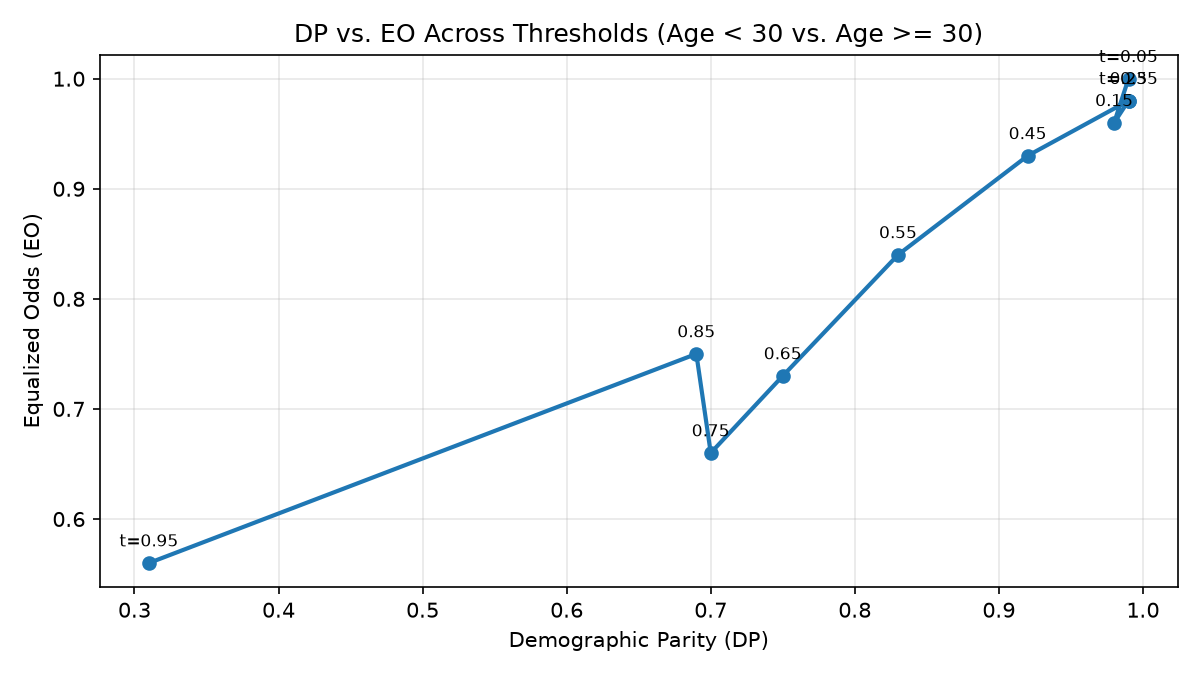 DP vs. EO Across Thresholds (Age < 30 vs. Age >= 30)
t=0.05
0.15
0.45
0.55
0.85
0.65
0.75
t=0.95
1.0
0.9
0.8
0.7
0.6
Equalized Odds (EO)
0.3 0.4 0.5 0.6 0.7 0.8 0.9 1.0
Demographic Parity (DP)